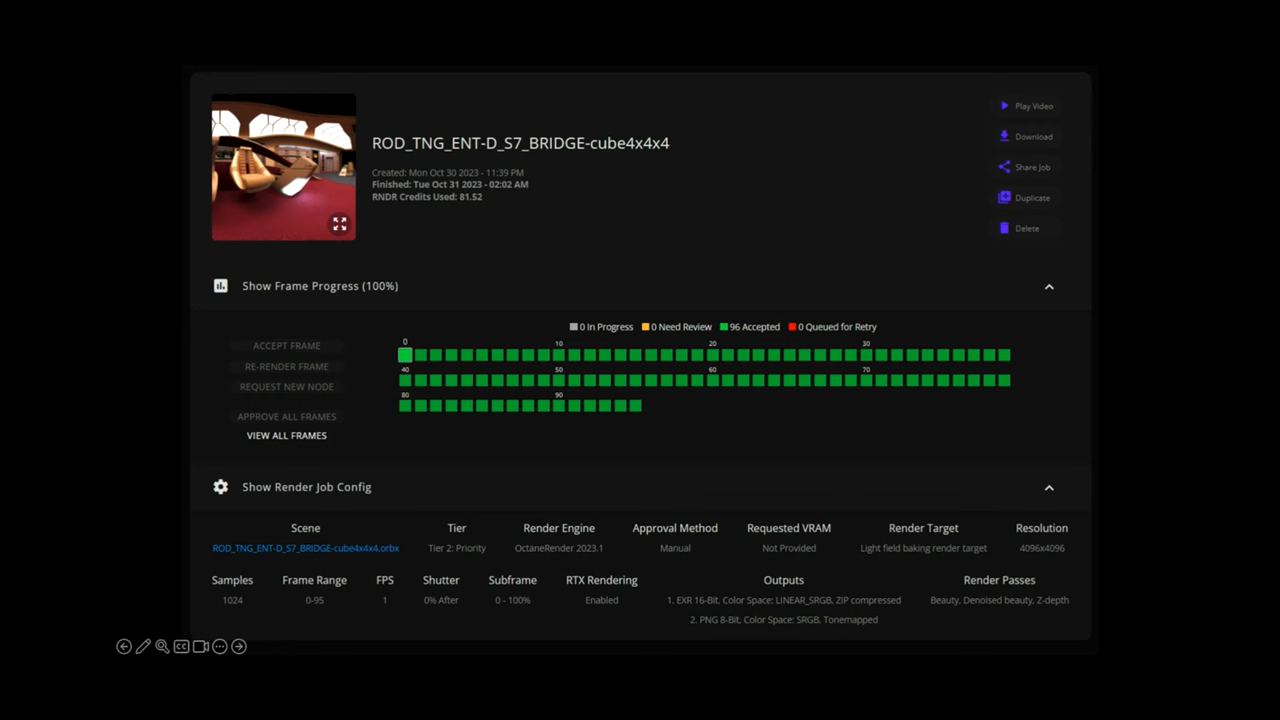 Play Video
Download
ROD_TNG_ENT-D_S7_BRIDGE-cube4x4x4
Share Job
Created: Mon Oct 30 2023 - 11:39 PM
Finished: Tue Oct 31 2023 - 02:02 AM
RNDR Credits Used: 81.52
Duplicate
Delete
Show Frame Progress (100%)
0 In Progress 0 Need Review 96 Accepted 0 Queued for Retry
0 10 20 30
ACCEPT FRAME
RE-RENDER FRAME
40 50 60 70
REQUEST NEW NODE
80 90
APPROVE ALL FRAMES
VIEW ALL FRAMES
Show Render Job Config
Scene Tier Render Engine Approval Method Requested VRAM Render Target Resolution
ROD_TNG_ENT-D_S7_BRIDGE-cube4x4x4.orbx Tier 2: Priority OctaneRender 2023.1 Manual Not Provided Light field baking render target 4096x4096
Samples Frame Range FPS Shutter Subframe RTX Rendering Outputs Render Passes
1024 0-95 1 0% After 0 - 100% Enabled 1. EXR 16-Bit, Color Space: LINEAR_SRGB, ZIP compressed Beauty, Denoised beauty, Z-depth
2. PNG 8-Bit, Color Space: SRGB, Tonemapped
CC